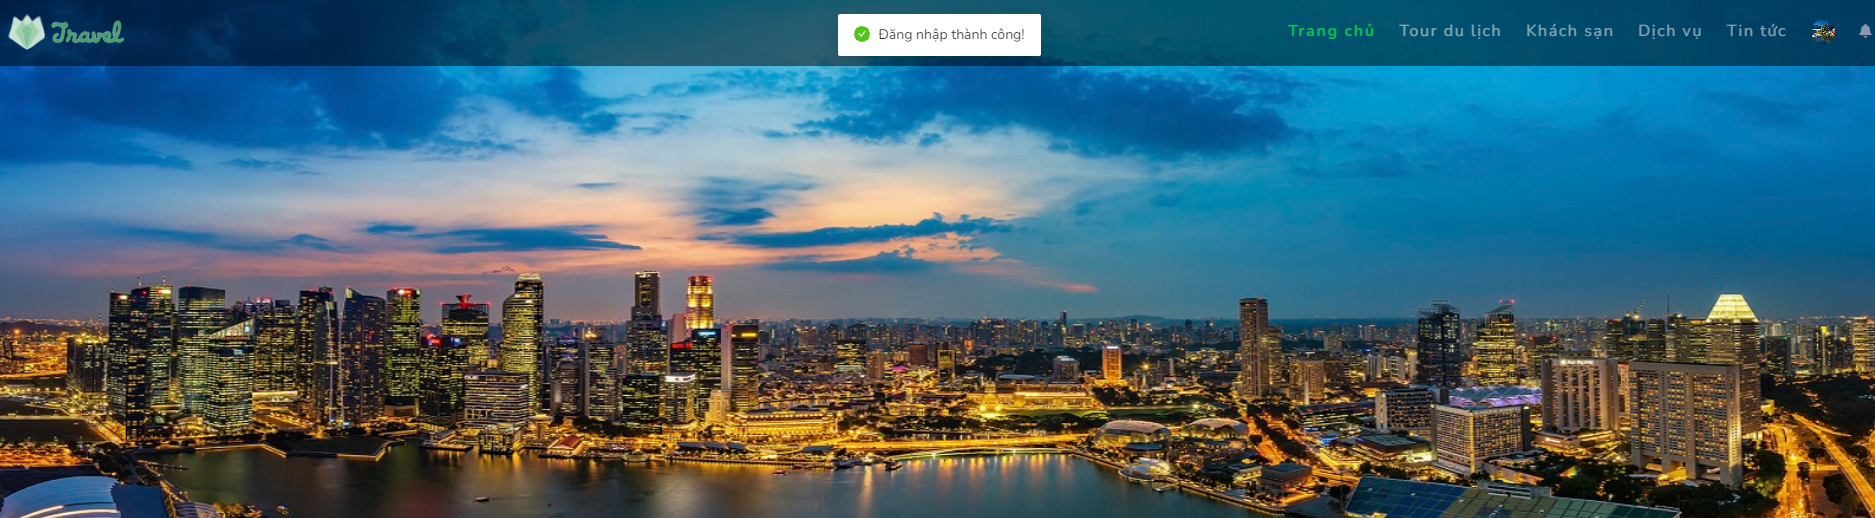 Travel
Đăng nhập thành công!
Trang chủ
Tour du lịch
Khách sạn
Dịch vụ
Tin tức